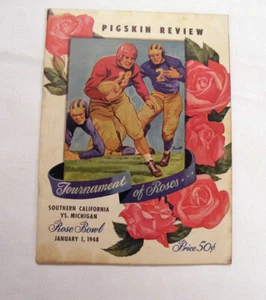 PIGSKIN REVIEW
Tournament of Roses...
SOUTHERN CALIFORNIA
VS. MICHIGAN
Rose Bowl
JANUARY 1, 1948
Price 50¢